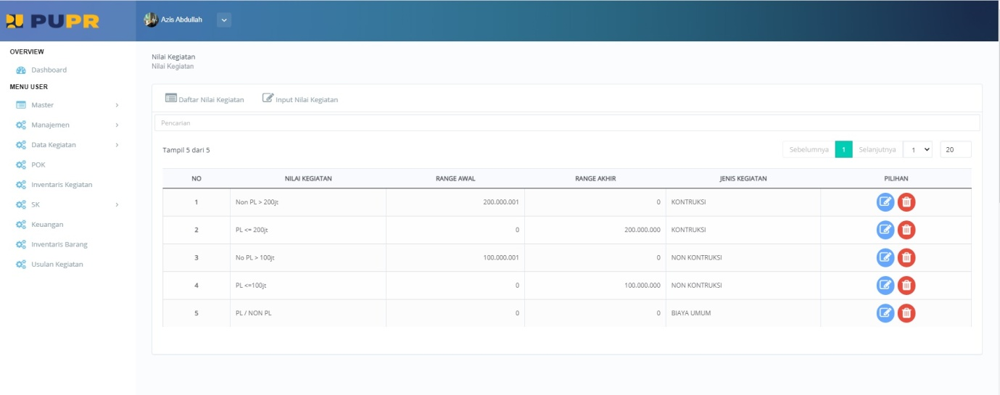 PUPR
Azis Abdullah
OVERVIEW
Dashboard
MENU USER
Master
Manajemen
Data Kegiatan
POK
Inventaris Kegiatan
SK
Keuangan
Inventaris Barang
Usulan Kegiatan
Nilai Kegiatan
Nilai Kegiatan
Daftar Nilai Kegiatan Input Nilai Kegiatan
Pencarian
Tampil 5 dari 5 Sebelumnya 1 Selanjutnya 1 20
NO NILAI KEGIATAN RANGE AWAL RANGE AKHIR JENIS KEGIATAN PILIHAN
1 Non PL > 200jt 200.000.001 0 KONTRUKSI
2 PL <= 200jt 0 200.000.000 KONTRUKSI
3 No PL > 100jt 100.000.001 0 NON KONTRUKSI
4 PL <=100jt 0 100.000.000 NON KONTRUKSI
5 PL / NON PL 0 0 BIAYA UMUM